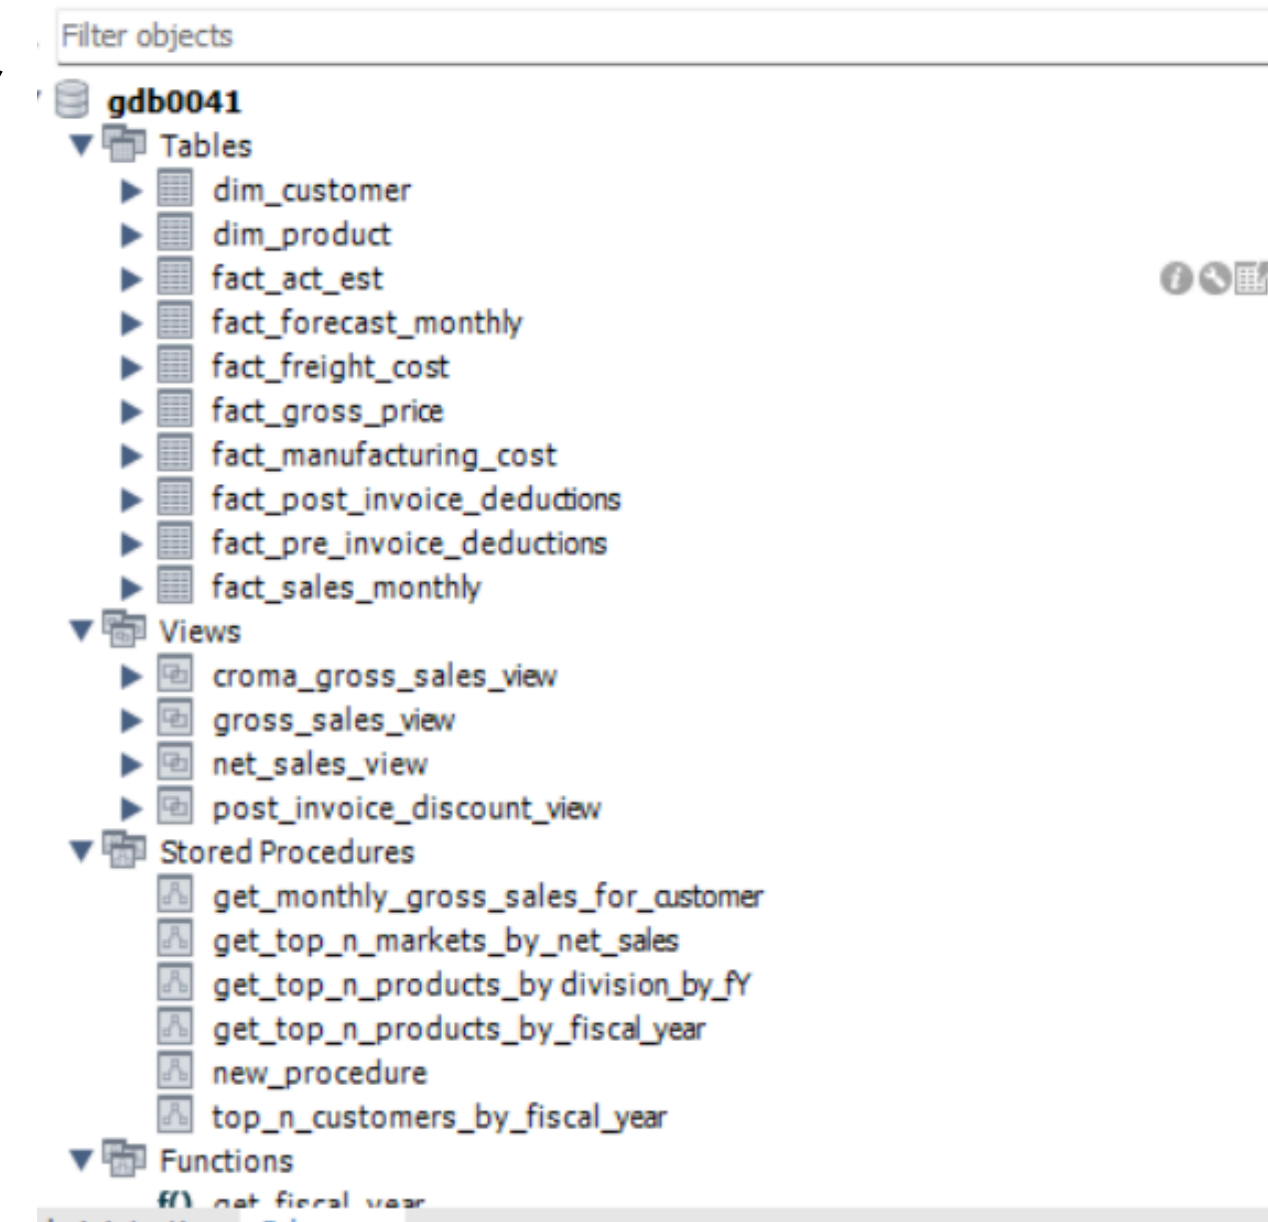 Filter objects
gdb0041
Tables
dim_customer
dim_product
fact_act_est
fact_forecast_monthly
fact_freight_cost
fact_gross_price
fact_manufacturing_cost
fact_post_invoice_deductions
fact_pre_invoice_deductions
fact_sales_monthly
Views
croma_gross_sales_view
gross_sales_view
net_sales_view
post_invoice_discount_view
Stored Procedures
get_monthly_gross_sales_for_customer
get_top_n_markets_by_net_sales
get_top_n_products_by division_by_fY
get_top_n_products_by_fiscal_year
new_procedure
top_n_customers_by_fiscal_year
Functions
f() get_fiscal_year